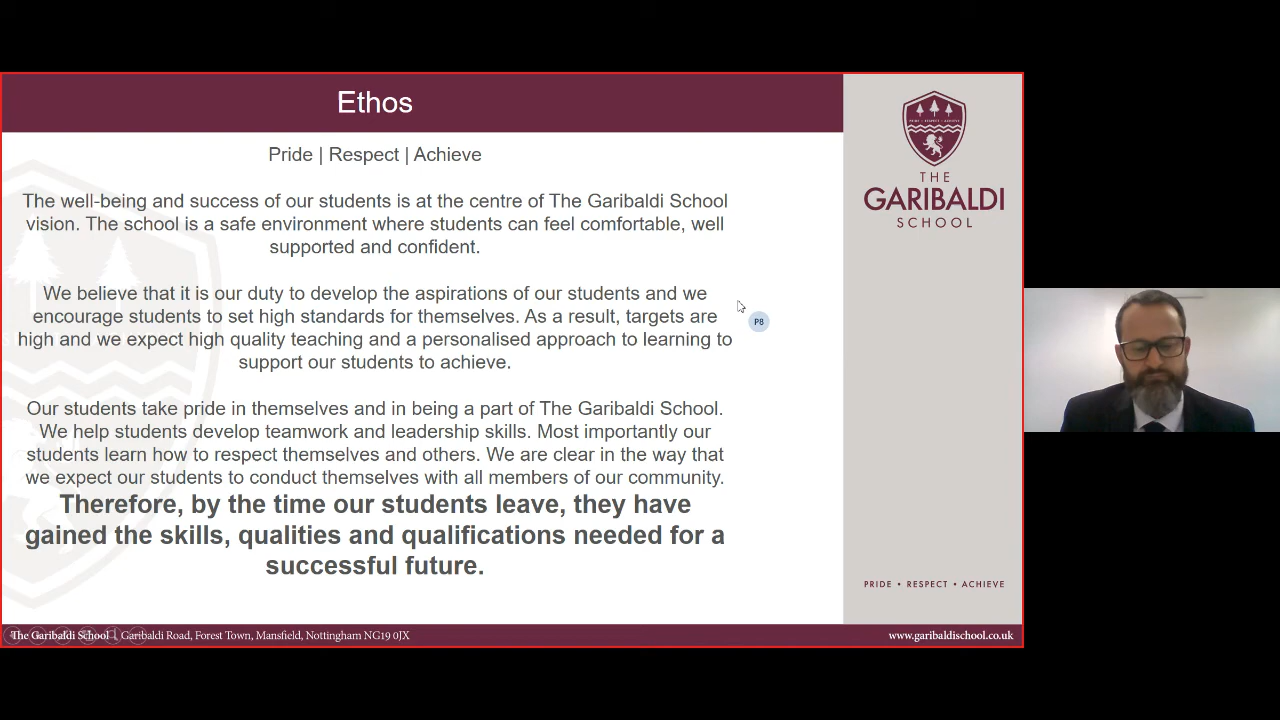 Ethos
Pride | Respect | Achieve
The well-being and success of our students is at the centre of The Garibaldi School
vision. The school is a safe environment where students can feel comfortable, well
supported and confident.
We believe that it is our duty to develop the aspirations of our students and we
encourage students to set high standards for themselves. As a result, targets are
high and we expect high quality teaching and a personalised approach to learning to
support our students to achieve.
Our students take pride in themselves and in being a part of The Garibaldi School.
We help students develop teamwork and leadership skills. Most importantly our
students learn how to respect themselves and others. We are clear in the way that
we expect our students to conduct themselves with all members of our community.
Therefore, by the time our students leave, they have
gained the skills, qualities and qualifications needed for a
successful future.
P8
PRIDE • RESPECT • ACHIEVE
THE
GARIBALDI
SCHOOL
PRIDE • RESPECT • ACHIEVE
The Garibaldi School | Garibaldi Road, Forest Town, Mansfield, Nottingham NG19 0JX
www.garibaldischool.co.uk